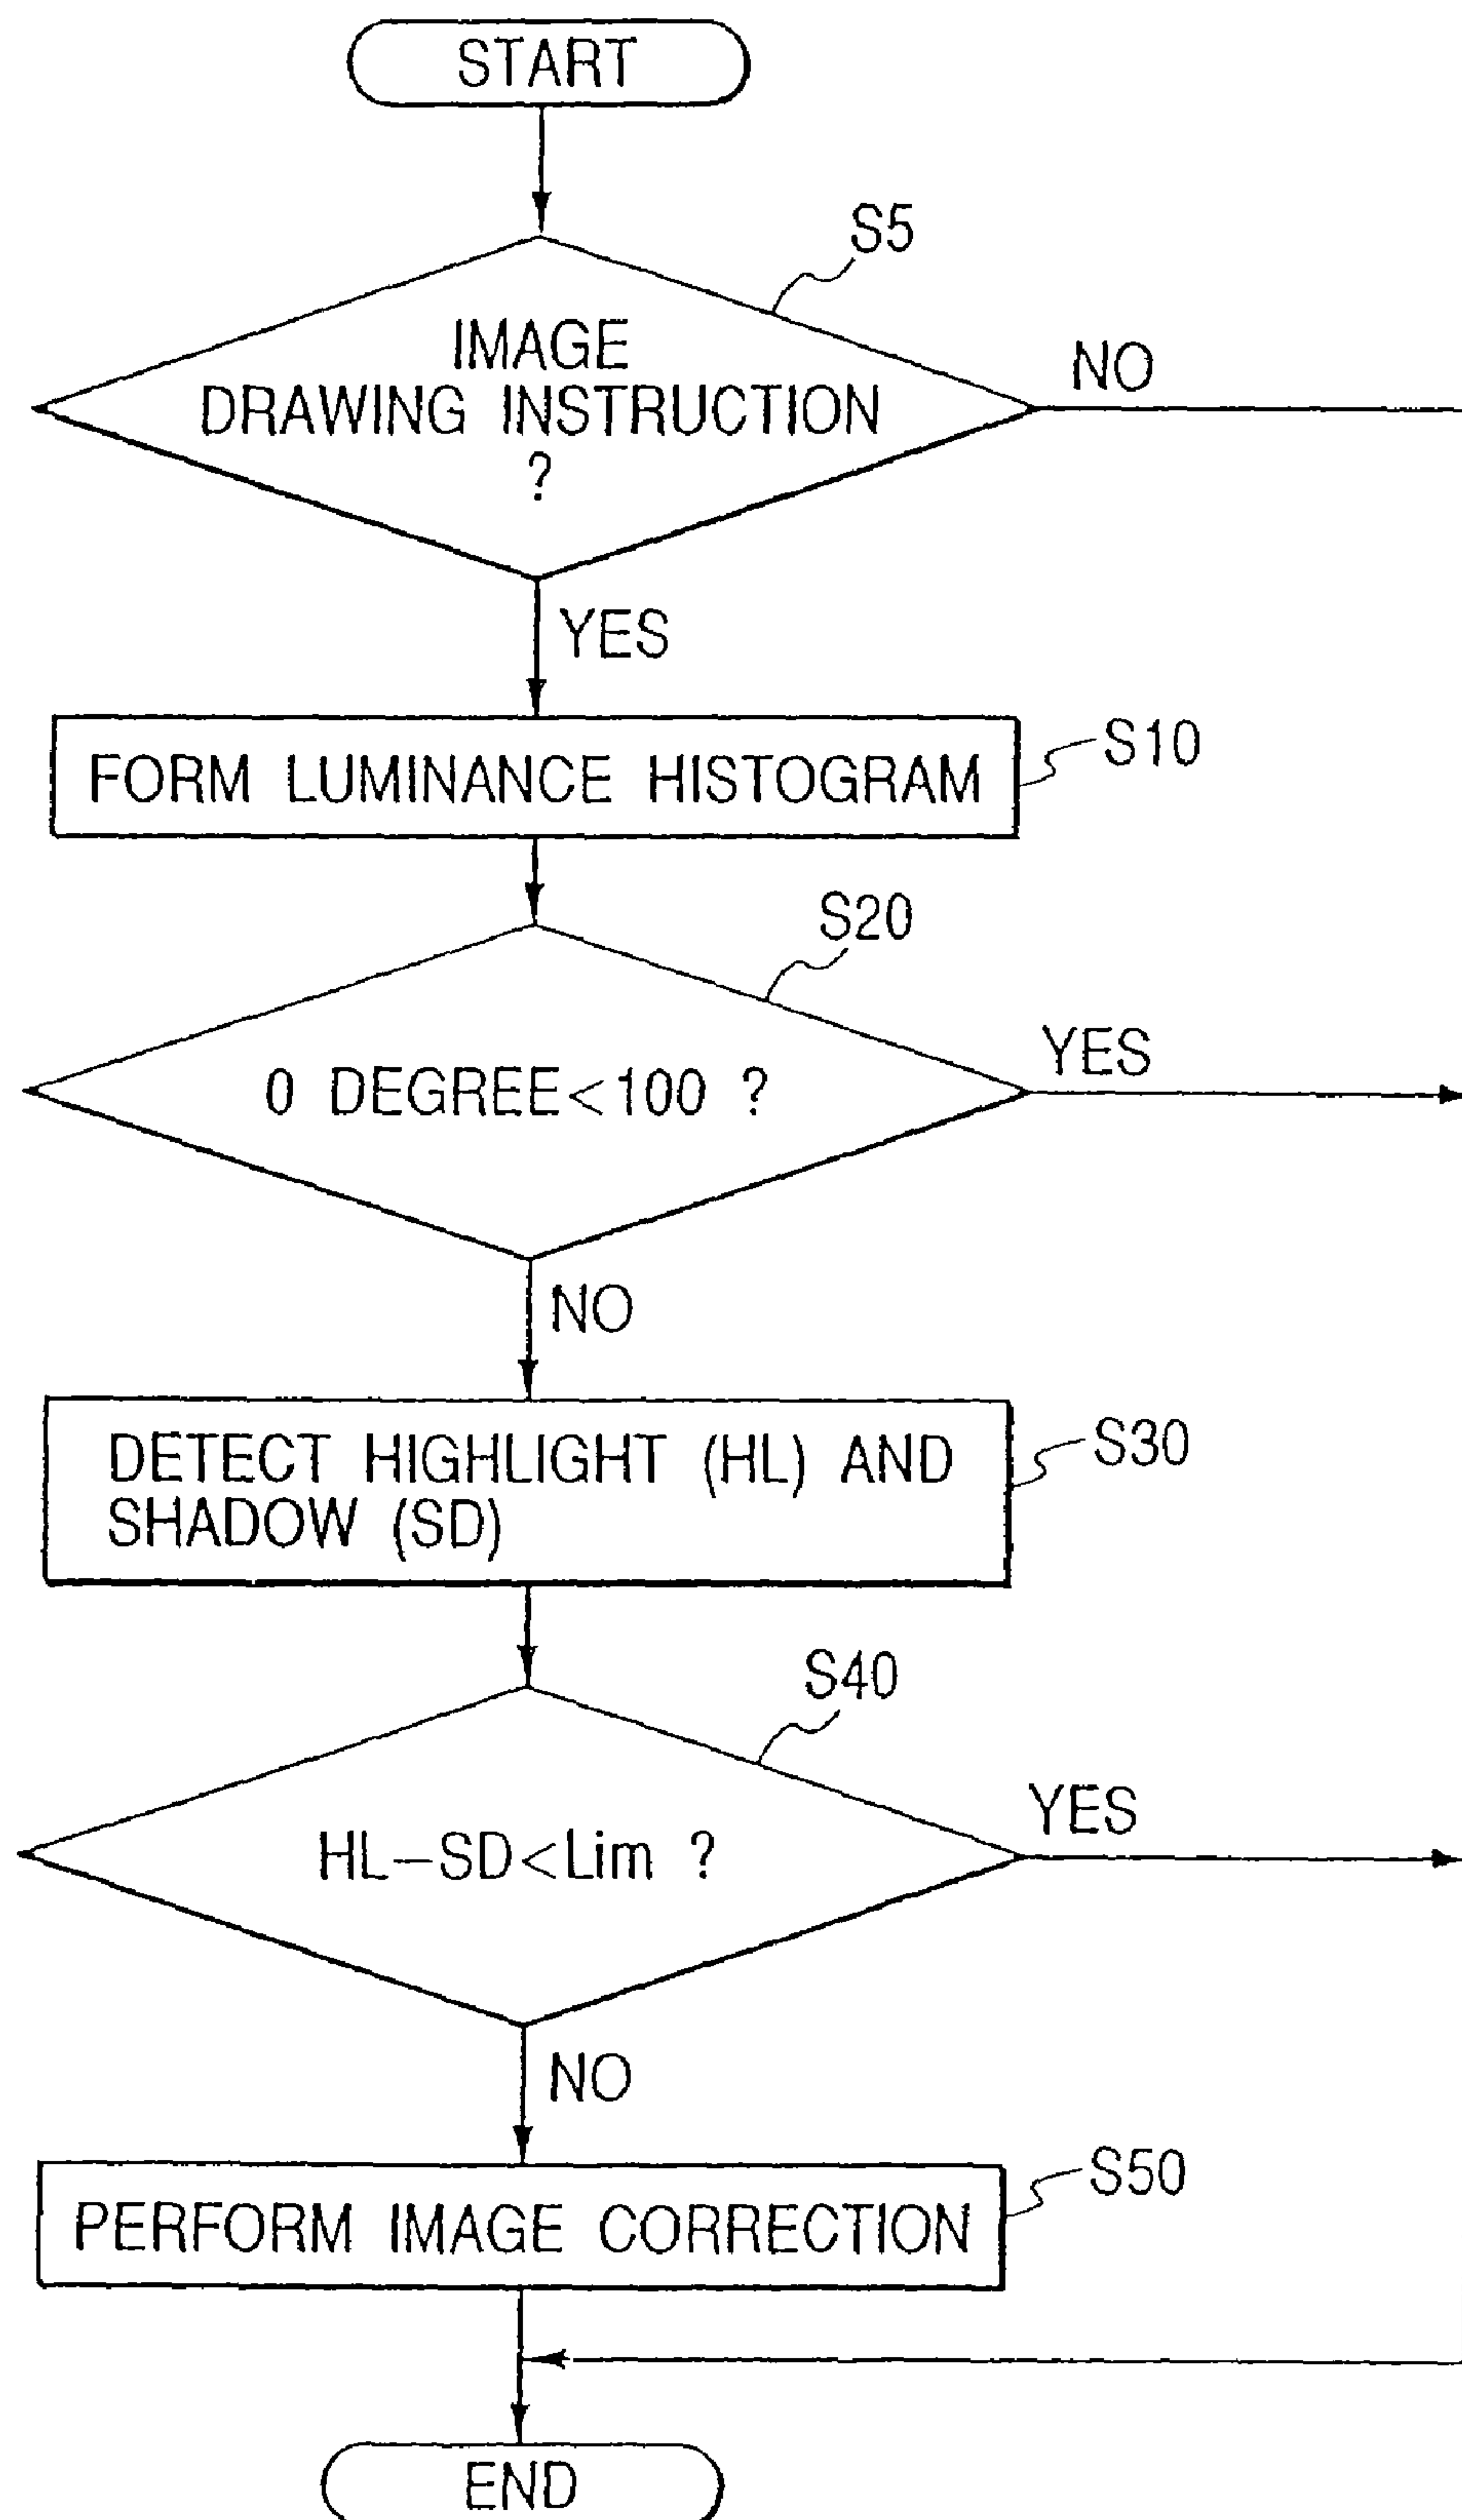 START
S5
IMAGE
DRAWING INSTRUCTION
?
NO
YES
FORM LUMINANCE HISTOGRAM
S10
S20
0 DEGREE<100 ?
YES
NO
DETECT HIGHLIGHT (HL) AND
SHADOW (SD)
S30
S40
HL-SD<Lim ?
YES
NO
PERFORM IMAGE CORRECTION
S50
END